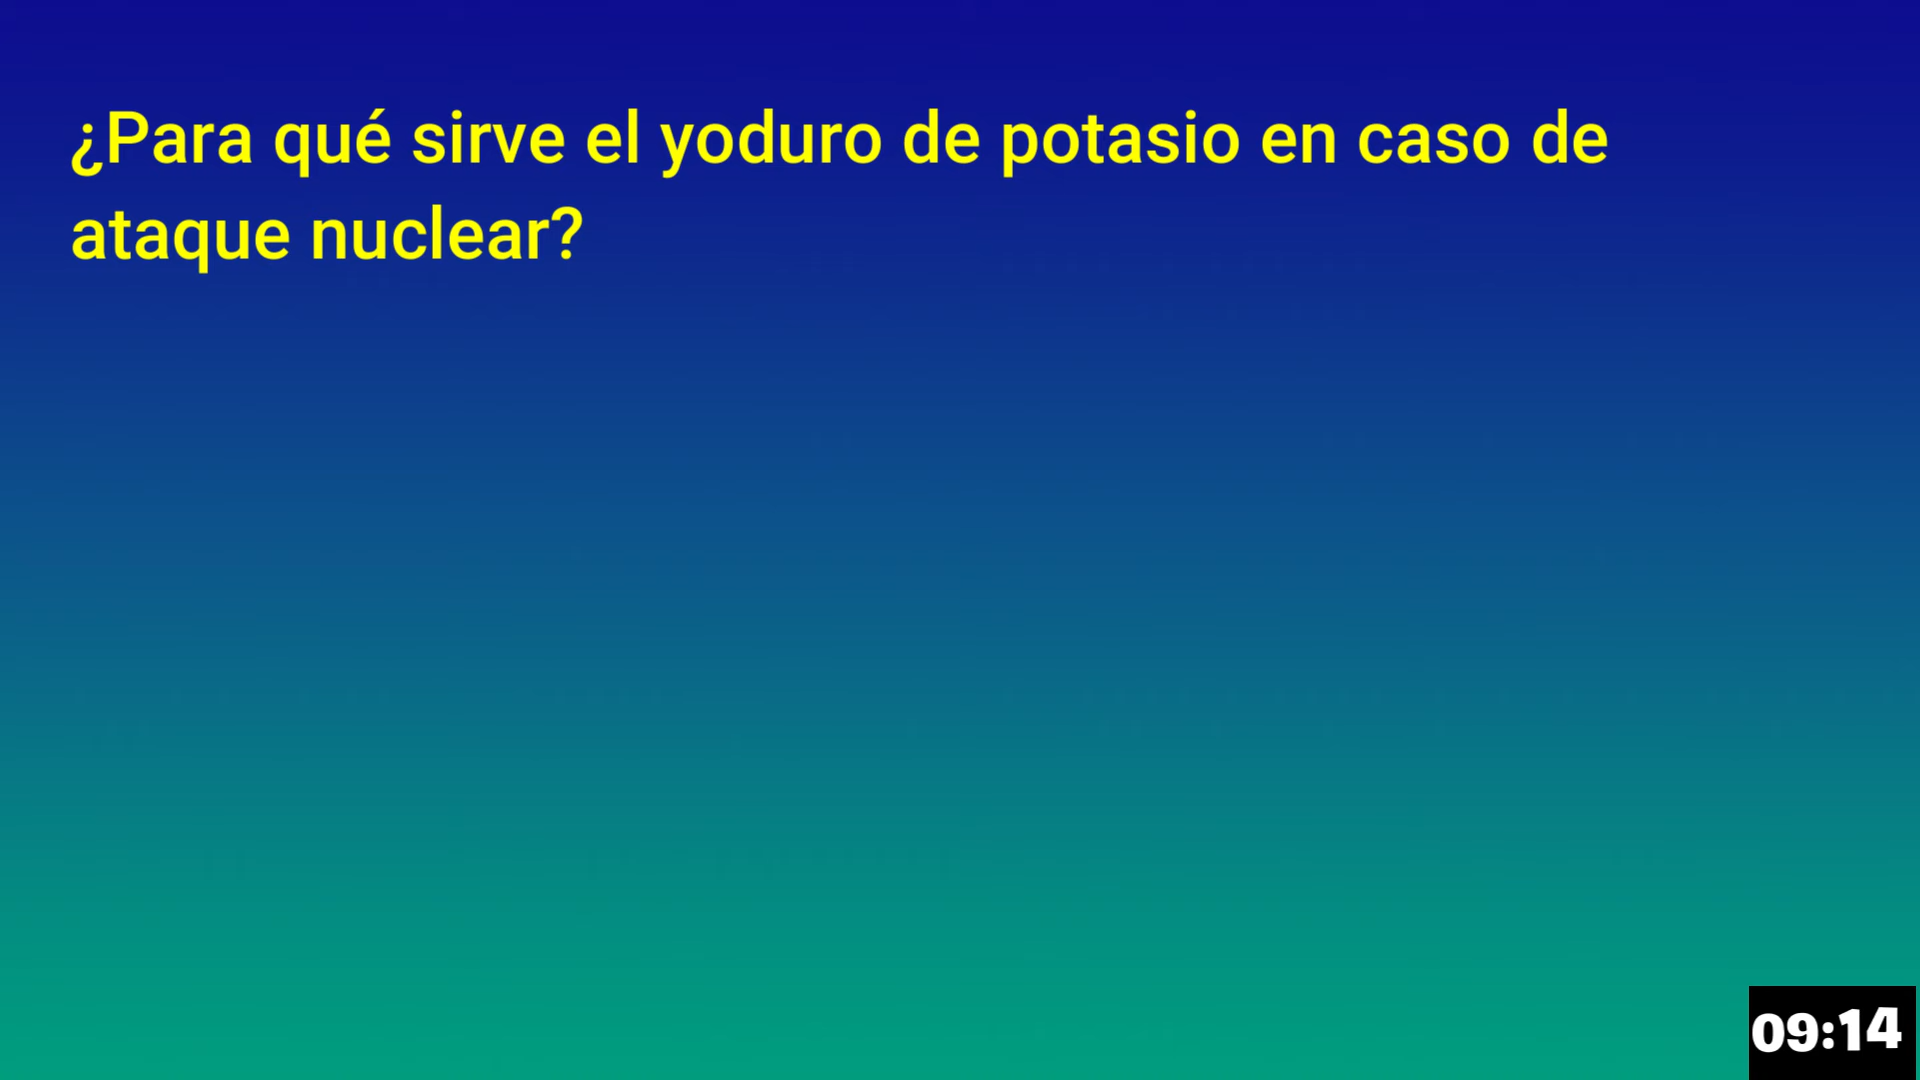 ¿Para qué sirve el yoduro de potasio en caso de
ataque nuclear?
09:14